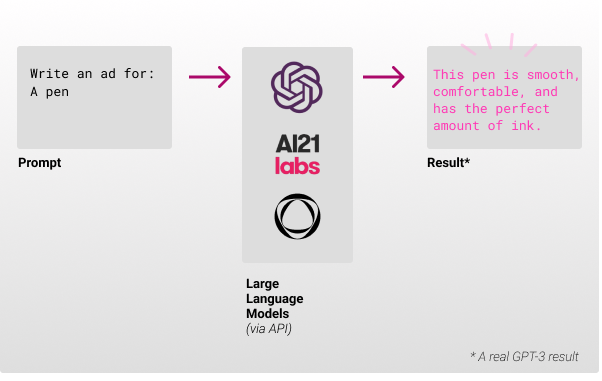 Write an ad for:
A pen
Prompt
AI21
labs
Large
Language
Models
(via API)
This pen is smooth,
comfortable, and
has the perfect
amount of ink.
Result*
* A real GPT-3 result